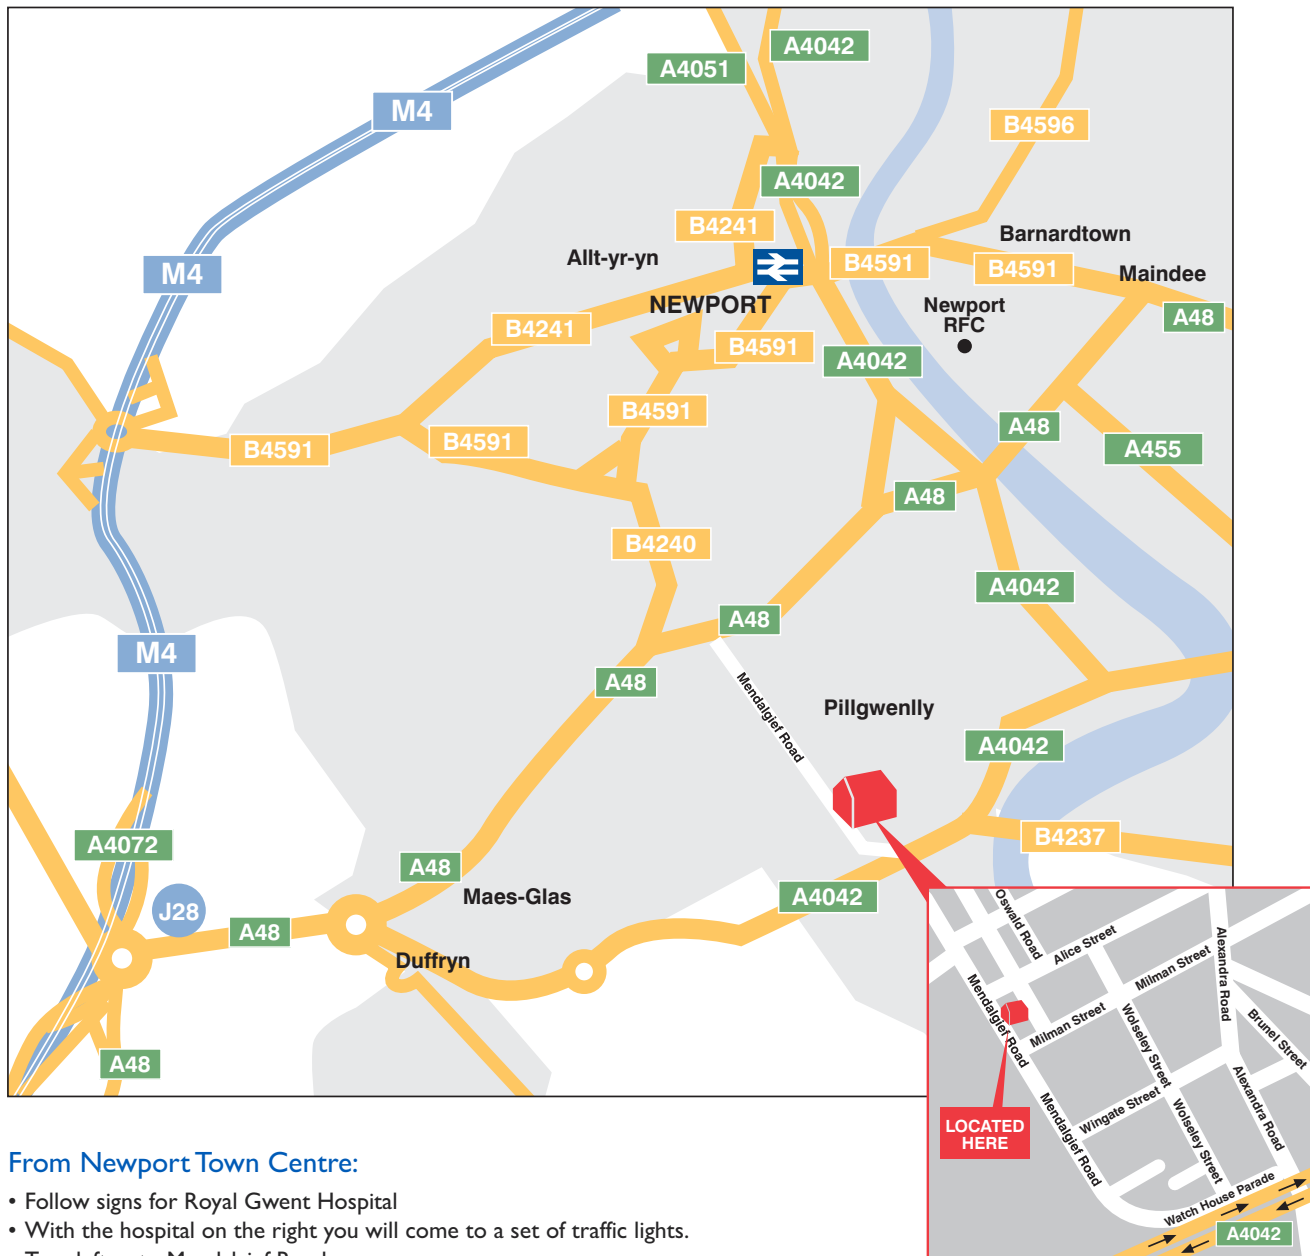 A4042
A4051
M4
B4596
A4042
B4241
Barnardtown
Allt-yr-yn
B4591
B4591
M4
Maindee
NEWPORT
Newport
RFC
A48
B4241
B4591
A4042
B4591
A48
B4591
B4591
A455
A48
B4240
A4042
A48
M4
A48
Mendalgief Road
Pillgwenlly
A4042
B4237
A4072
A48
Maes-Glas
A4042
J28
A48
Duffryn
A48
Oswald Road
Alice Street
Alexandra Road
Milman Street
Mendalgief Road
Milman Street
Wolseley Street
Brunel Street
Wingate Street
Alexandra Road
Mendalgief Road
Wolseley Street
LOCATED
HERE
Watch House Parade
A4042
From Newport Town Centre:
• Follow signs for Royal Gwent Hospital
• With the hospital on the right you will come to a set of traffic lights.